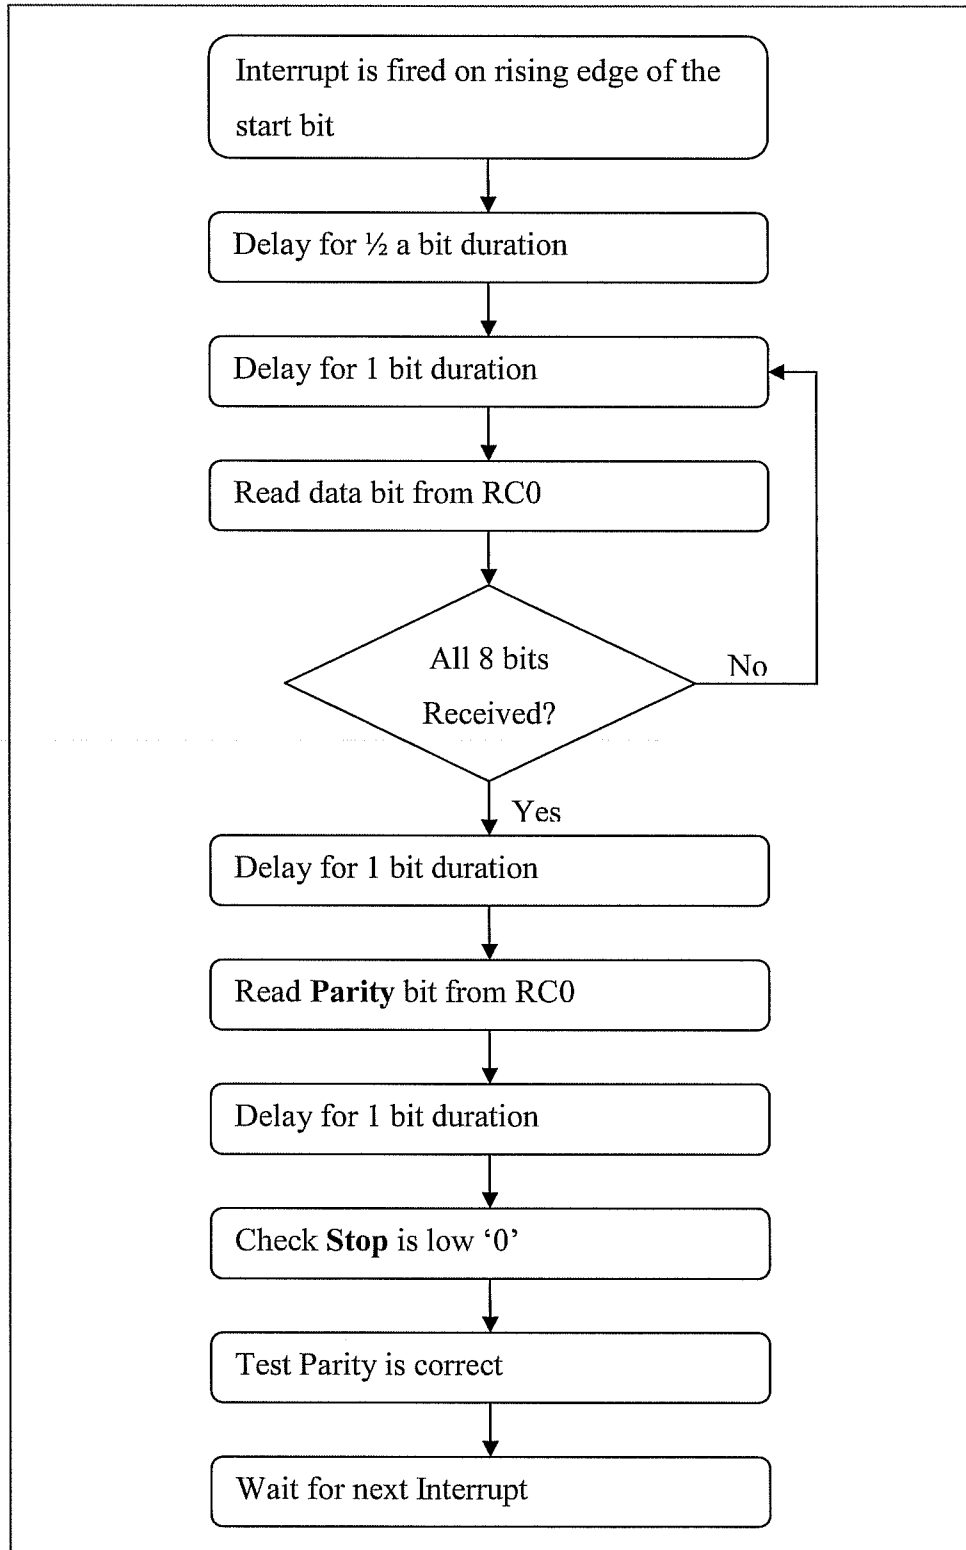 Interrupt is fired on rising edge of the
start bit
Delay for ½ a bit duration
Delay for 1 bit duration
Read data bit from RC0
All 8 bits
Received?
No
Yes
Delay for 1 bit duration
Read Parity bit from RC0
Delay for 1 bit duration
Check Stop is low ‘0’
Test Parity is correct
Wait for next Interrupt